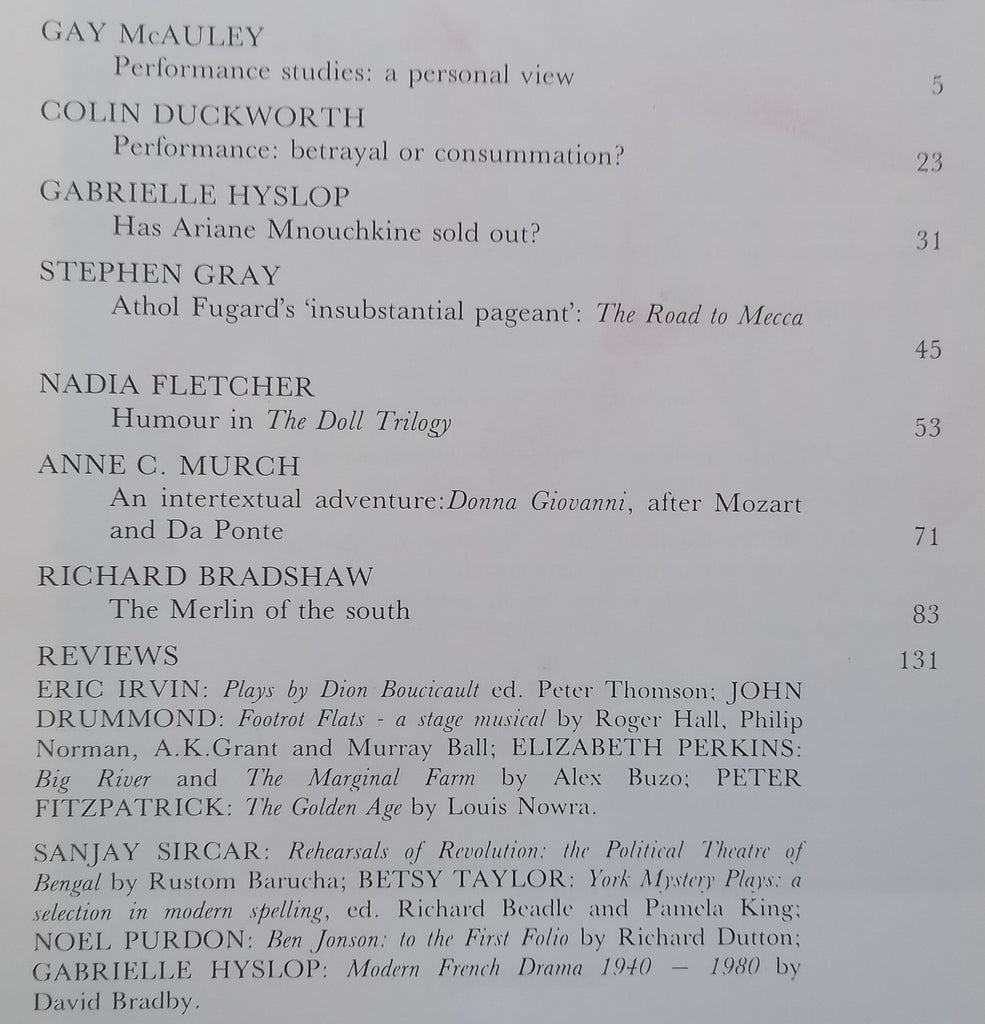 GAY McAULEY
Performance studies: a personal view 5
COLIN DUCKWORTH
Performance: betrayal or consummation? 23
GABRIELLE HYSLOP
Has Ariane Mnouchkine sold out? 31
STEPHEN GRAY
Athol Fugard's 'insubstantial pageant': The Road to Mecca
45
NADIA FLETCHER
Humour in The Doll Trilogy 53
ANNE C. MURCH
An intertextual adventure:Donna Giovanni, after Mozart
and Da Ponte 71
RICHARD BRADSHAW
The Merlin of the south 83
REVIEWS 131
ERIC IRVIN: Plays by Dion Boucicault ed. Peter Thomson; JOHN
DRUMMOND: Footrot Flats - a stage musical by Roger Hall, Philip
Norman, A.K.Grant and Murray Ball; ELIZABETH PERKINS:
Big River and The Marginal Farm by Alex Buzo; PETER
FITZPATRICK: The Golden Age by Louis Nowra.
SANJAY SIRCAR: Rehearsals of Revolution: the Political Theatre of
Bengal by Rustom Barucha; BETSY TAYLOR: York Mystery Plays: a
selection in modern spelling, ed. Richard Beadle and Pamela King;
NOEL PURDON: Ben Jonson: to the First Folio by Richard Dutton;
GABRIELLE HYSLOP: Modern French Drama 1940 – 1980 by
David Bradby.